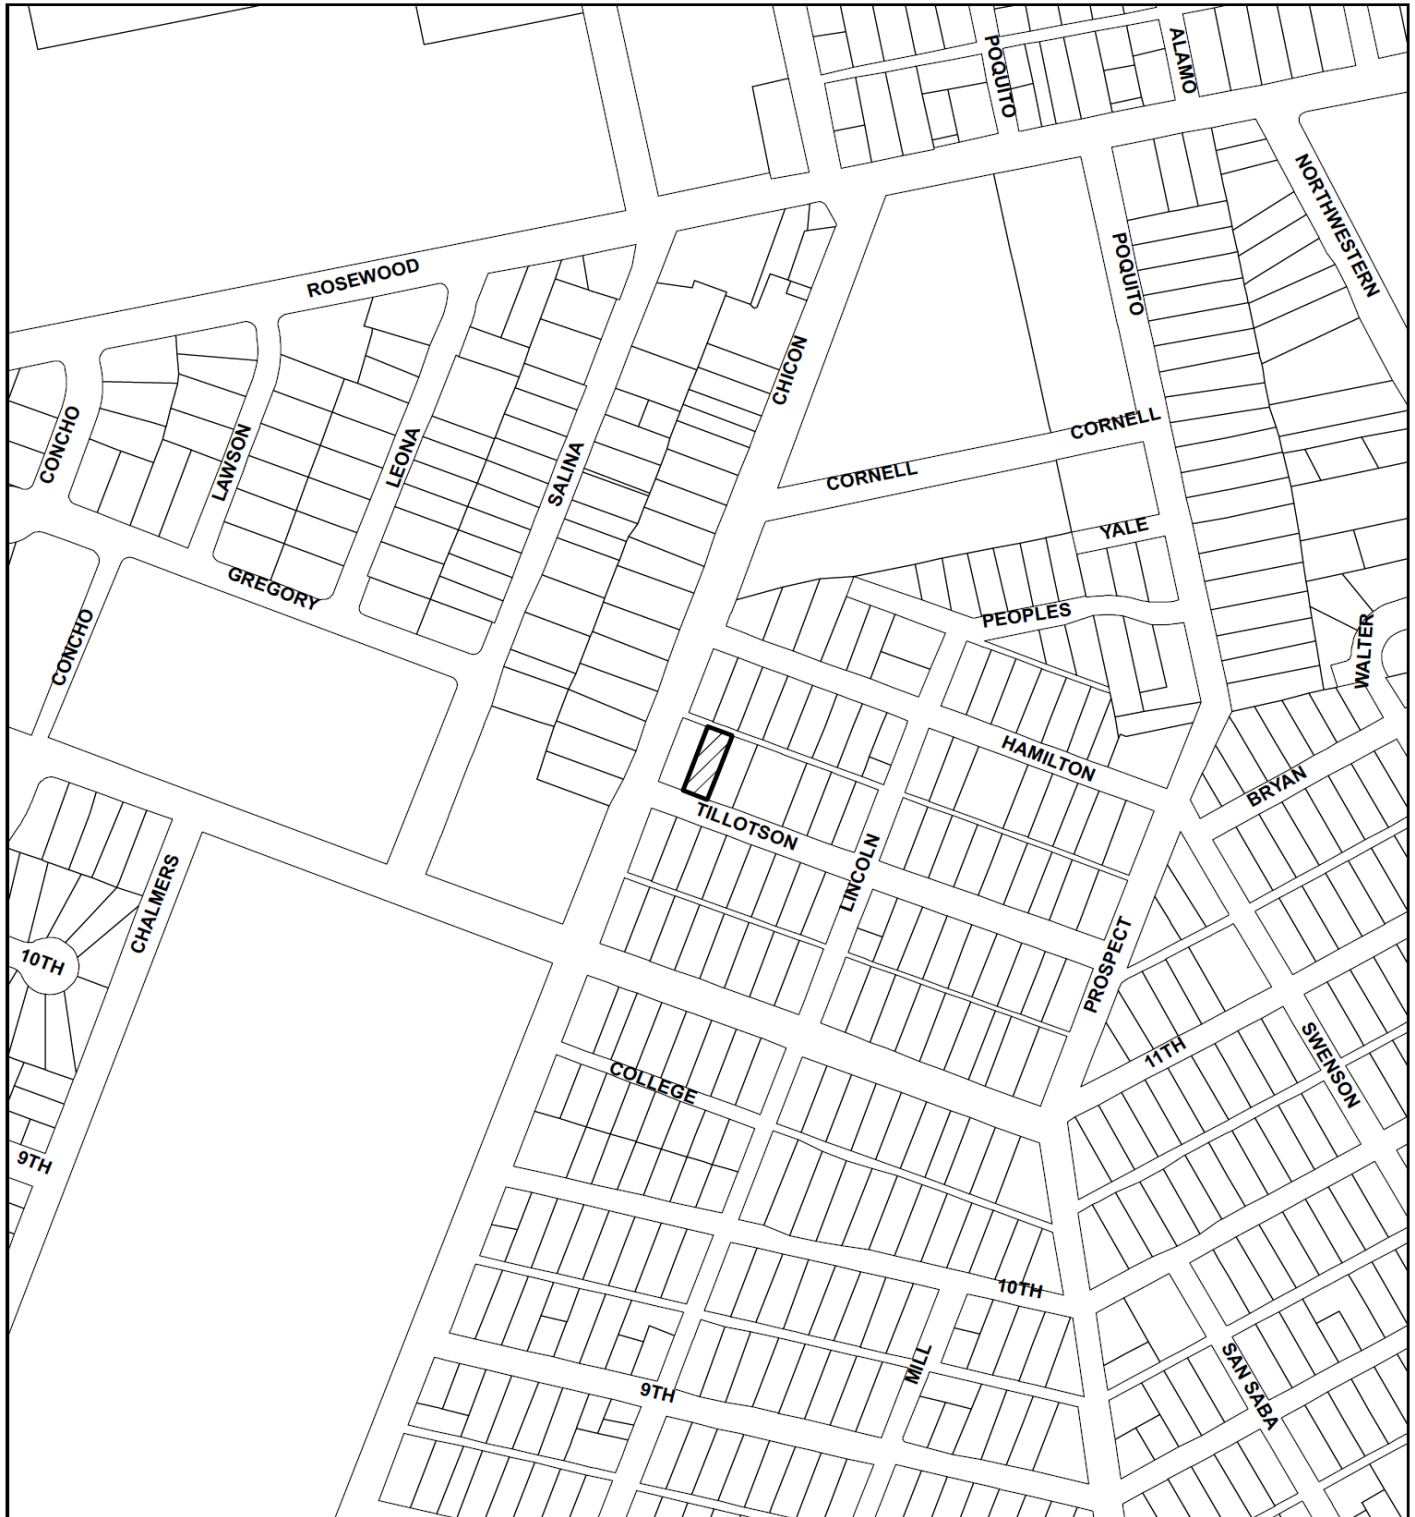 POQUITO
ALAMO
NORTHWESTERN
POQUITO
ROSEWOOD
CHICON
CONCHO
LAWSON
LEONA
SALINA
CORNELL
CORNELL
YALE
GREGORY
PEOPLES
CONCHO
WALTER
HAMILTON
BRYAN
TILLOTSON
LINCOLN
CHALMERS
10TH
PROSPECT
11TH
SWENSON
COLLEGE
9TH
10TH
MILL
SAN SABA
9TH